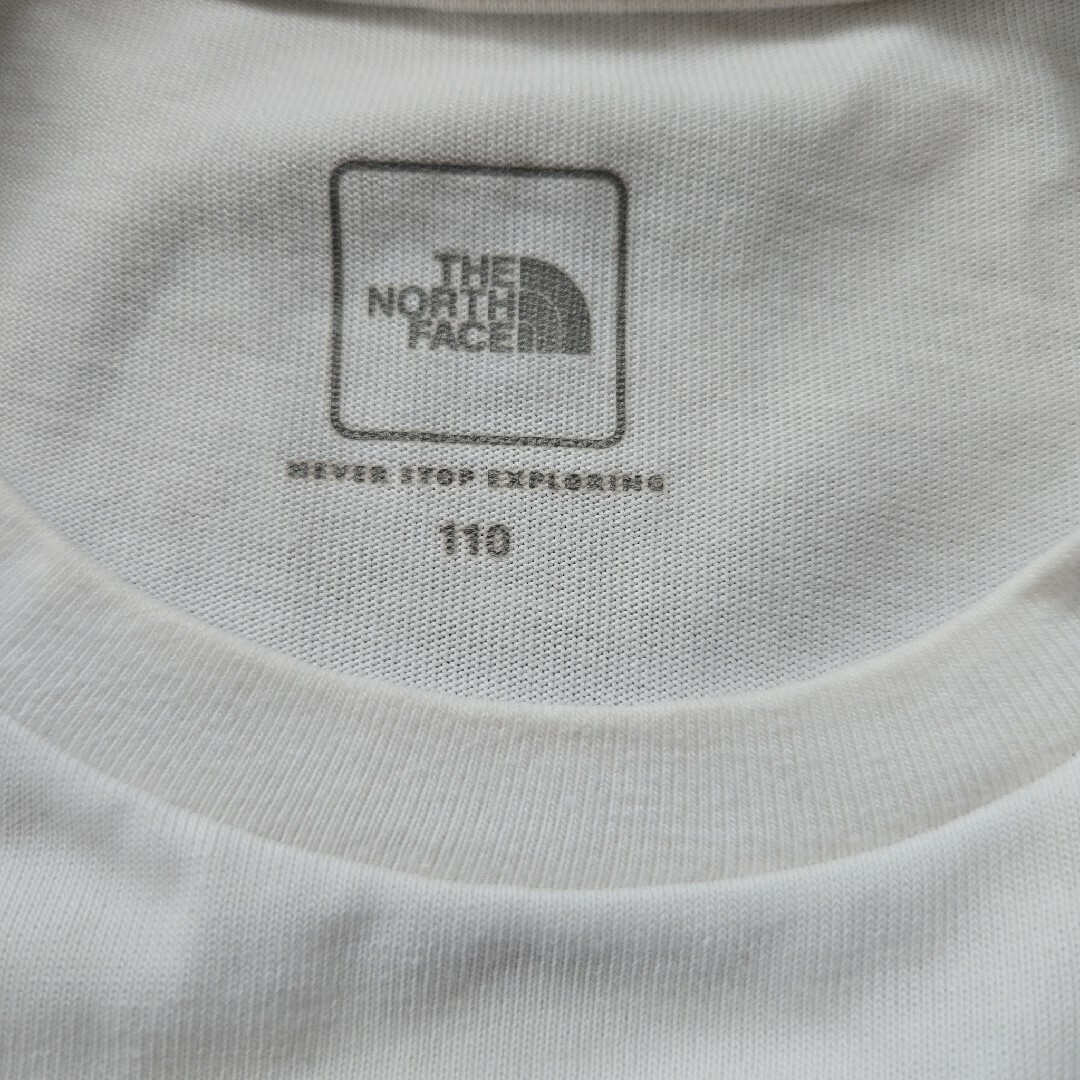 THE
NORTH
FACE
NEVER STOP EXPLORING
110